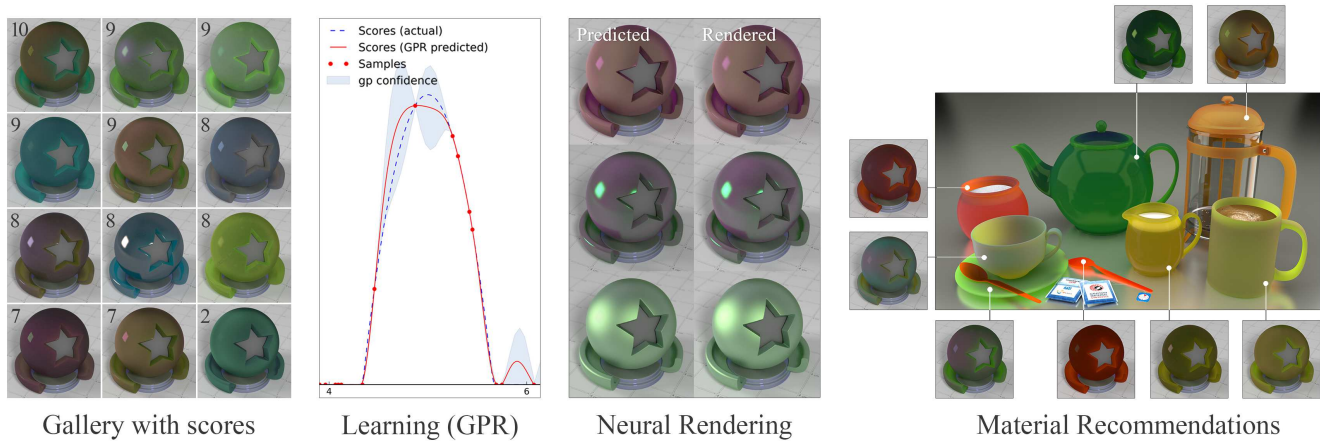 10
9
9
9
9
8
8
8
8
7
7
2
Scores (actual)
Scores (GPR predicted)
Samples
gp confidence
4
6
Predicted
Rendered
Gallery with scores
Learning (GPR)
Neural Rendering
Material Recommendations